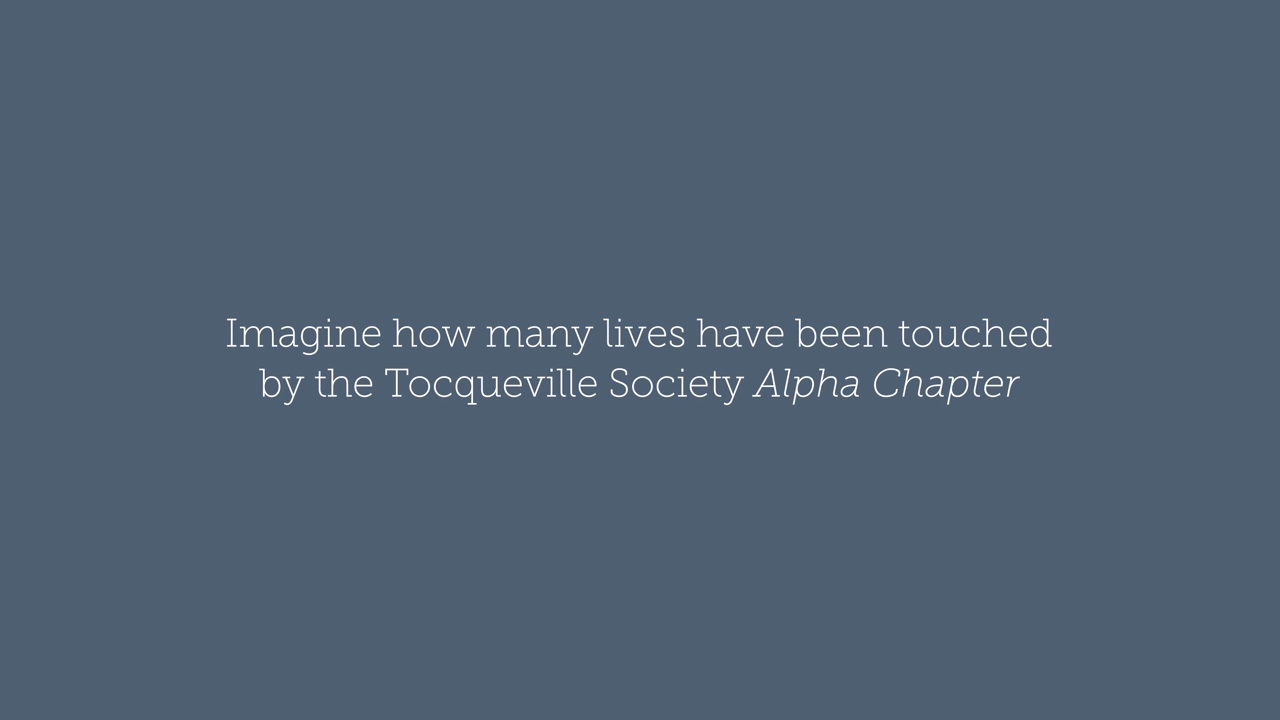 Imagine how many lives have been touched
by the Tocqueville Society Alpha Chapter